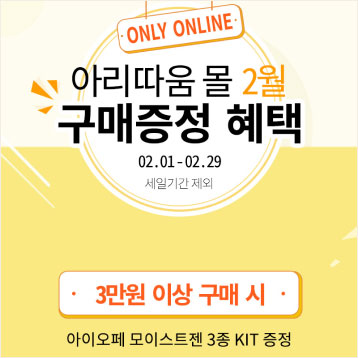 ONLY ONLINE
아리따움 몰 2월
구매증정 혜택
02.01-02.29
세일기간 제외
· 3만원 이상 구매 시 ·
아이오페 모이스트젠 3종 KIT 증정